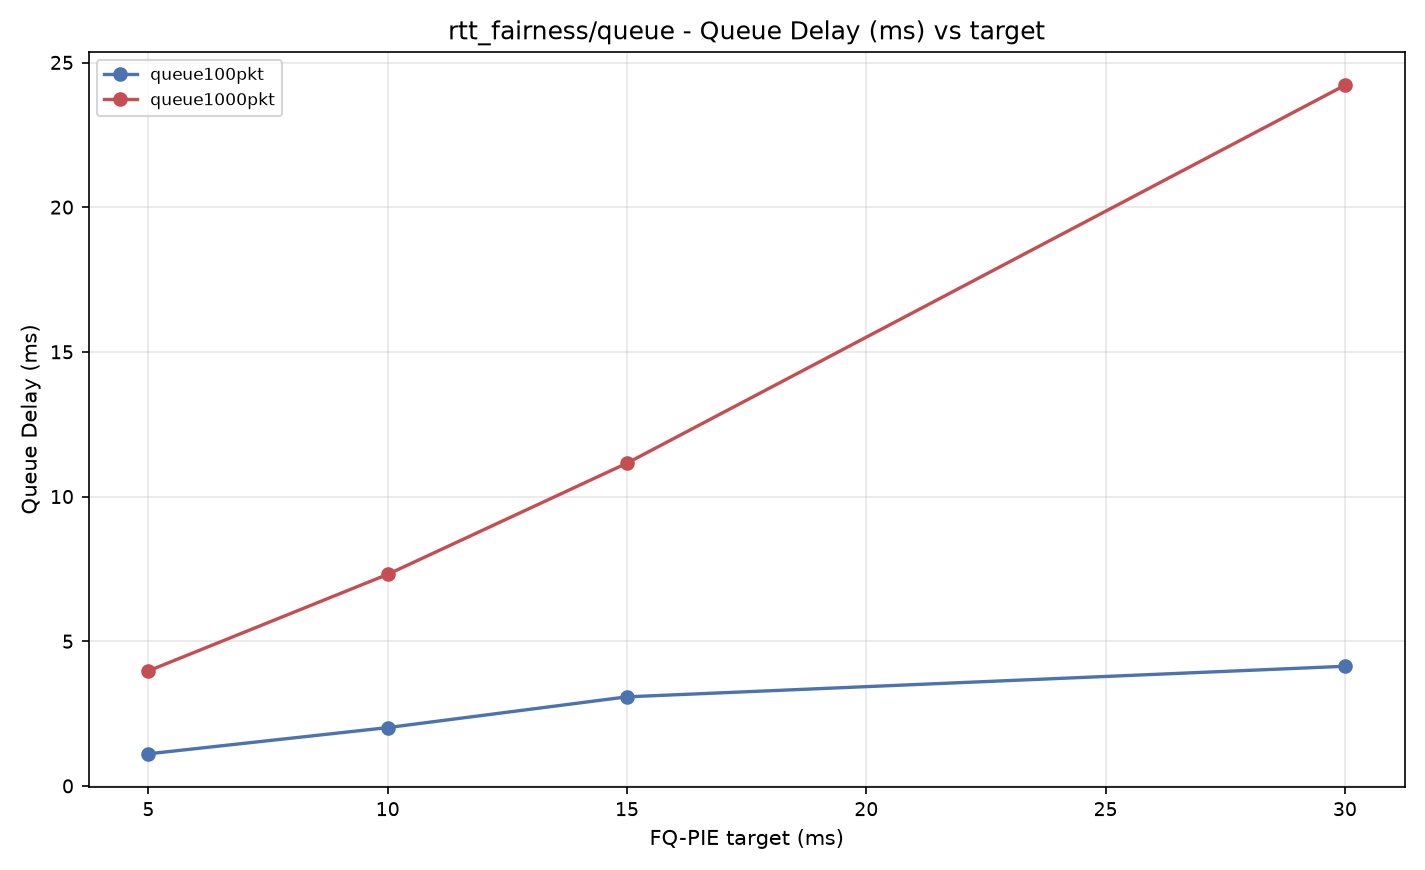 rtt_fairness/queue - Queue Delay (ms) vs target
queue100pkt
queue1000pkt
25
20
15
10
5
0
Queue Delay (ms)
5 10 15 20 25 30
FQ-PIE target (ms)